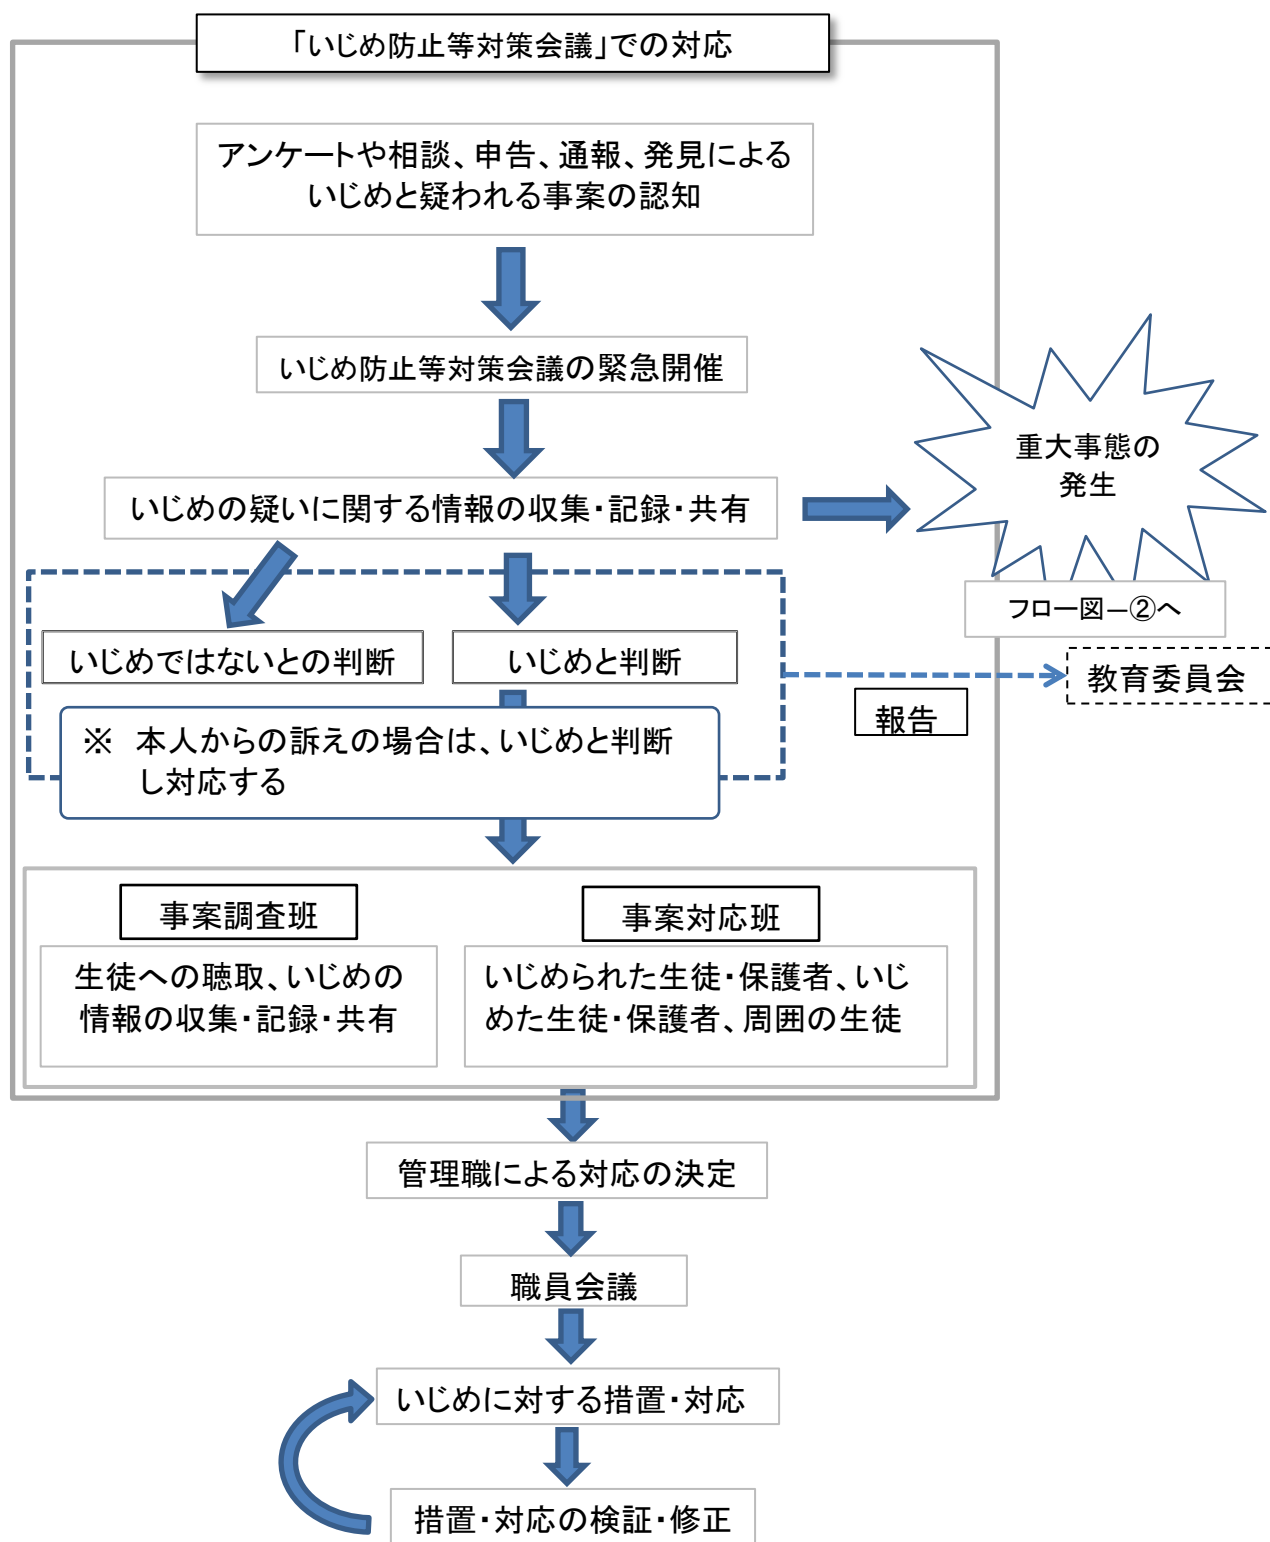 「いじめ防止等対策会議」での対応
アンケートや相談、申告、通報、発見による
いじめと疑われる事案の認知
いじめ防止等対策会議の緊急開催
重大事態の
発生
いじめの疑いに関する情報の収集・記録・共有
フロー図―②へ
いじめではないとの判断
いじめと判断
教育委員会
報告
※ 本人からの訴えの場合は、いじめと判断
し対応する
事案調査班
生徒への聴取、いじめの
情報の収集・記録・共有
事案対応班
いじめられた生徒・保護者、いじ
めた生徒・保護者、周囲の生徒
管理職による対応の決定
職員会議
いじめに対する措置・対応
措置・対応の検証・修正